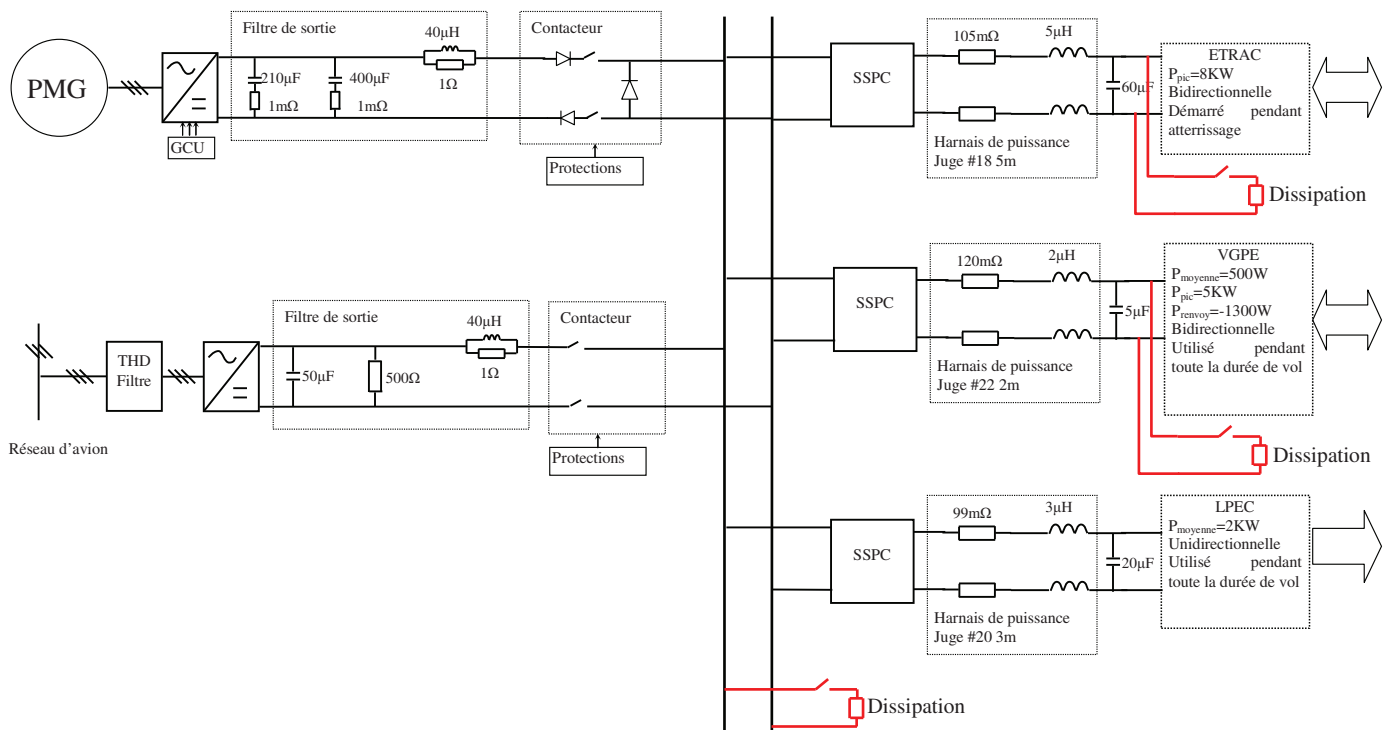 PMG
GCU
Filtre de sortie
210µF
1mΩ
400µF
1mΩ
40µH
1Ω
Contacteur
Protections
SSPC
105mΩ
5µH
Harnais de puissance
Juge #18 5m
60µF
ETRAC
Ppic=8KW
Bidirectionnelle
Démarré pendant
atterrissage
Dissipation
Réseau d'avion
THD
Filtre
Filtre de sortie
50µF
500Ω
40µH
1Ω
Contacteur
Protections
SSPC
120mΩ
2µH
Harnais de puissance
Juge #22 2m
5µF
VGPE
Pmoyenne=500W
Ppic=5KW
Prenvoy=-1300W
Bidirectionnelle
Utilisé pendant
toute la durée de vol
Dissipation
SSPC
99mΩ
3µH
Harnais de puissance
Juge #20 3m
20µF
LPEC
Pmoyenne=2KW
Unidirectionnelle
Utilisé pendant
toute la durée de vol
Dissipation